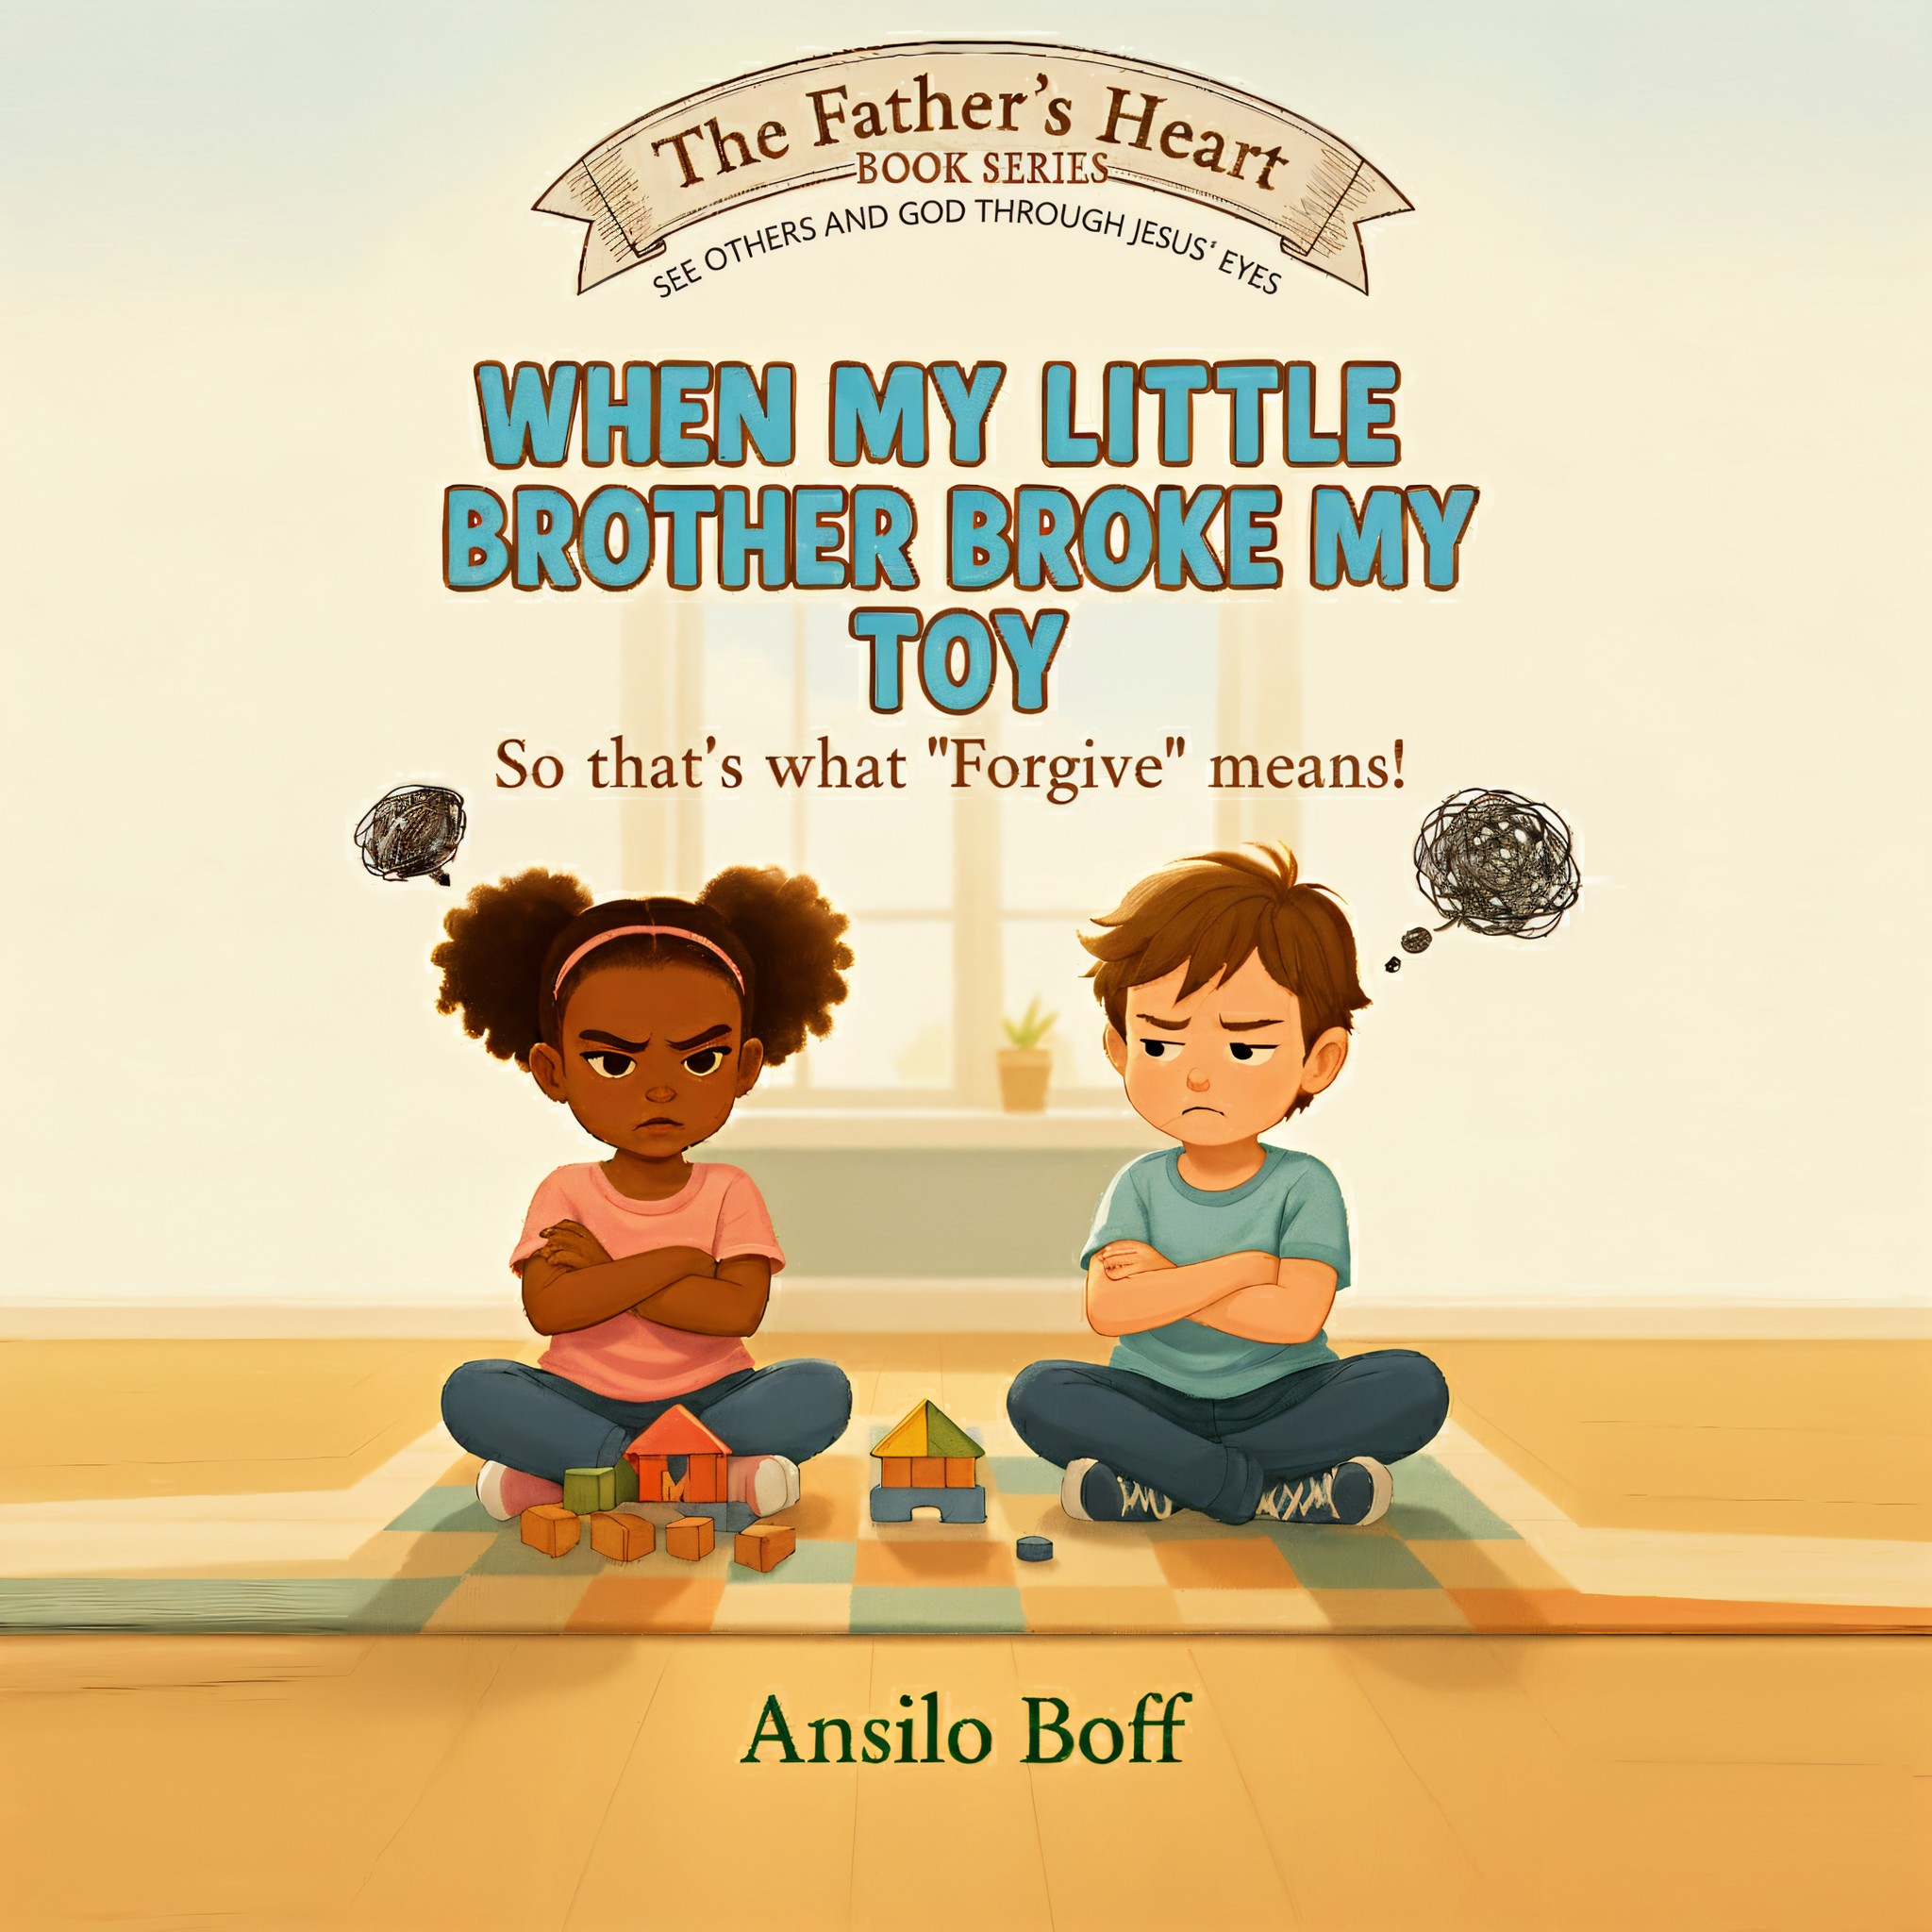 The Father's Heart
BOOK SERIES
SEE OTHERS AND GOD THROUGH JESUS' EYES
WHEN MY LITTLE
BROTHER BROKE MY
TOY
So that's what "Forgive" means!
M
Ansilo Boff